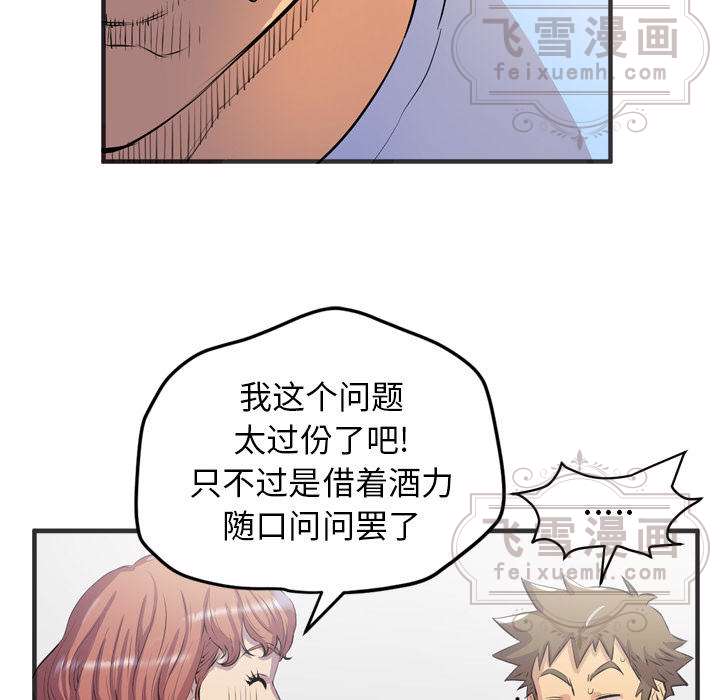 飞雪漫画
feixuemh.com
我这个问题
太过份了吧!
只不过是借着酒力
随口问问罢了
.....
飞雪漫画
feixuemh.com